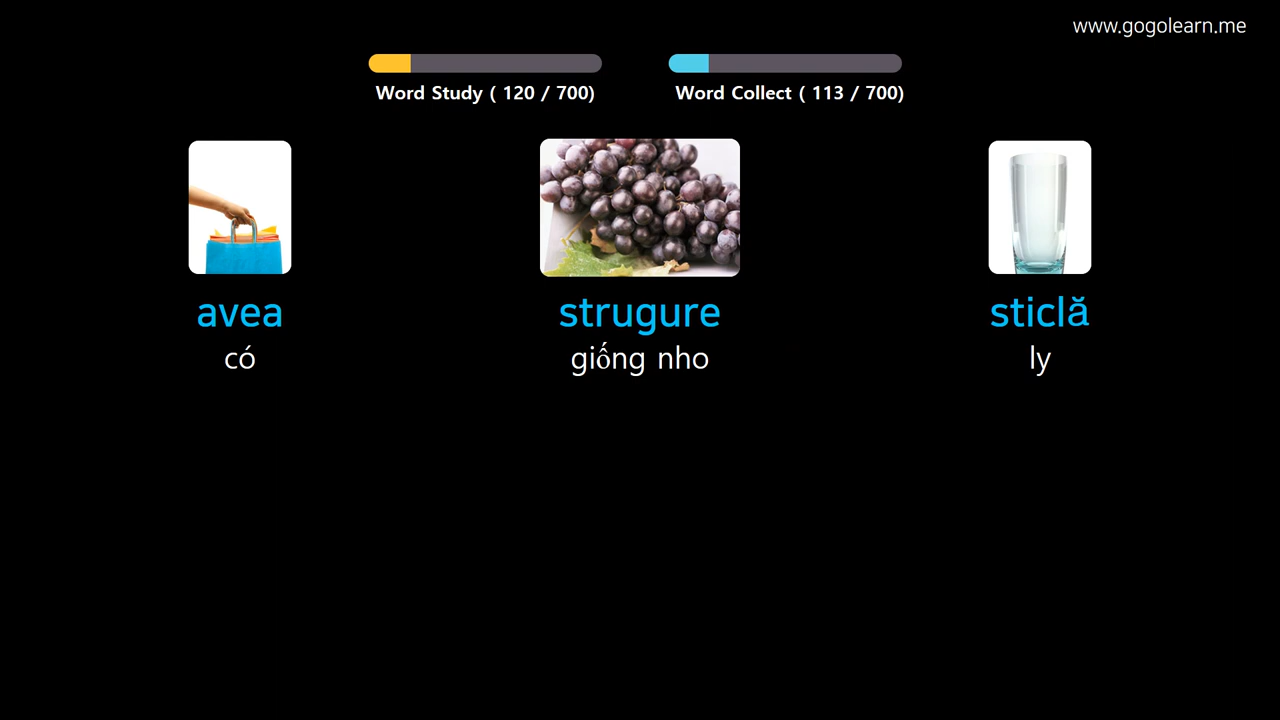 www.gogolearn.me
Word Study ( 120 / 700)
Word Collect ( 113 / 700)
avea
strugure
sticlă
có
giống nho
ly